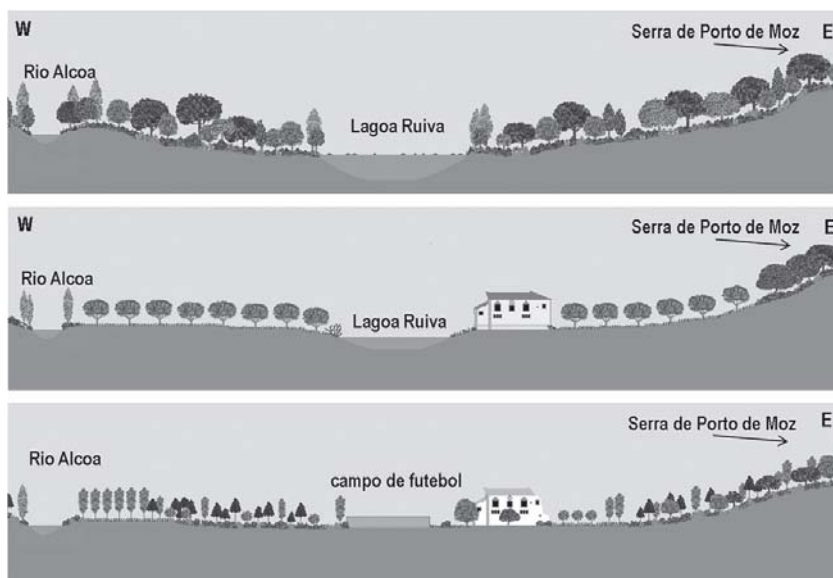 W
Serra de Porto de Moz E
Rio Alcoa
Lagoa Ruiva
W
Serra de Porto de Moz E
Rio Alcoa
Lagoa Ruiva
Serra de Porto de Moz E
Rio Alcoa
campo de futebol